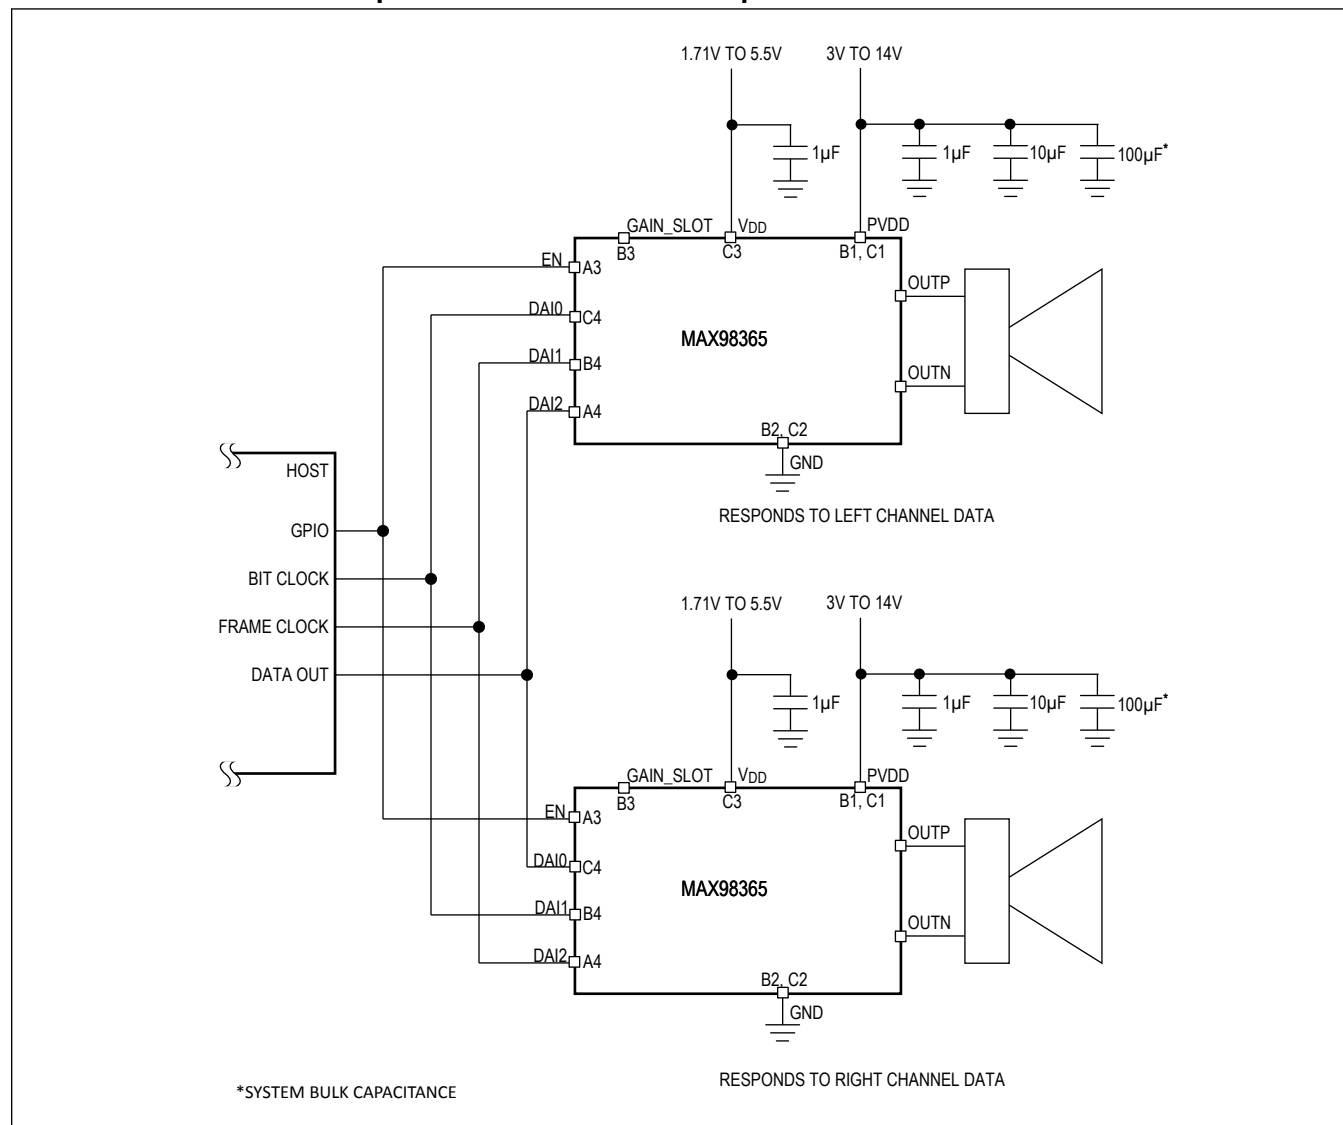 1.71V TO 5.5V
3V TO 14V
1µF
1µF
10µF
100µF*
GAIN_SLOT
VDD
PVDD
B3
C3
B1, C1
EN
A3
DAI0
C4
DAI1
B4
DAI2
A4
MAX98365
OUTP
OUTN
B2, C2
GND
RESPONDS TO LEFT CHANNEL DATA
HOST
GPIO
BIT CLOCK
FRAME CLOCK
DATA OUT
1.71V TO 5.5V
3V TO 14V
1µF
1µF
10µF
100µF*
GAIN_SLOT
VDD
PVDD
B3
C3
B1, C1
EN
A3
DAI0
C4
DAI1
B4
DAI2
A4
MAX98365
OUTP
OUTN
B2, C2
GND
RESPONDS TO RIGHT CHANNEL DATA
*SYSTEM BULK CAPACITANCE